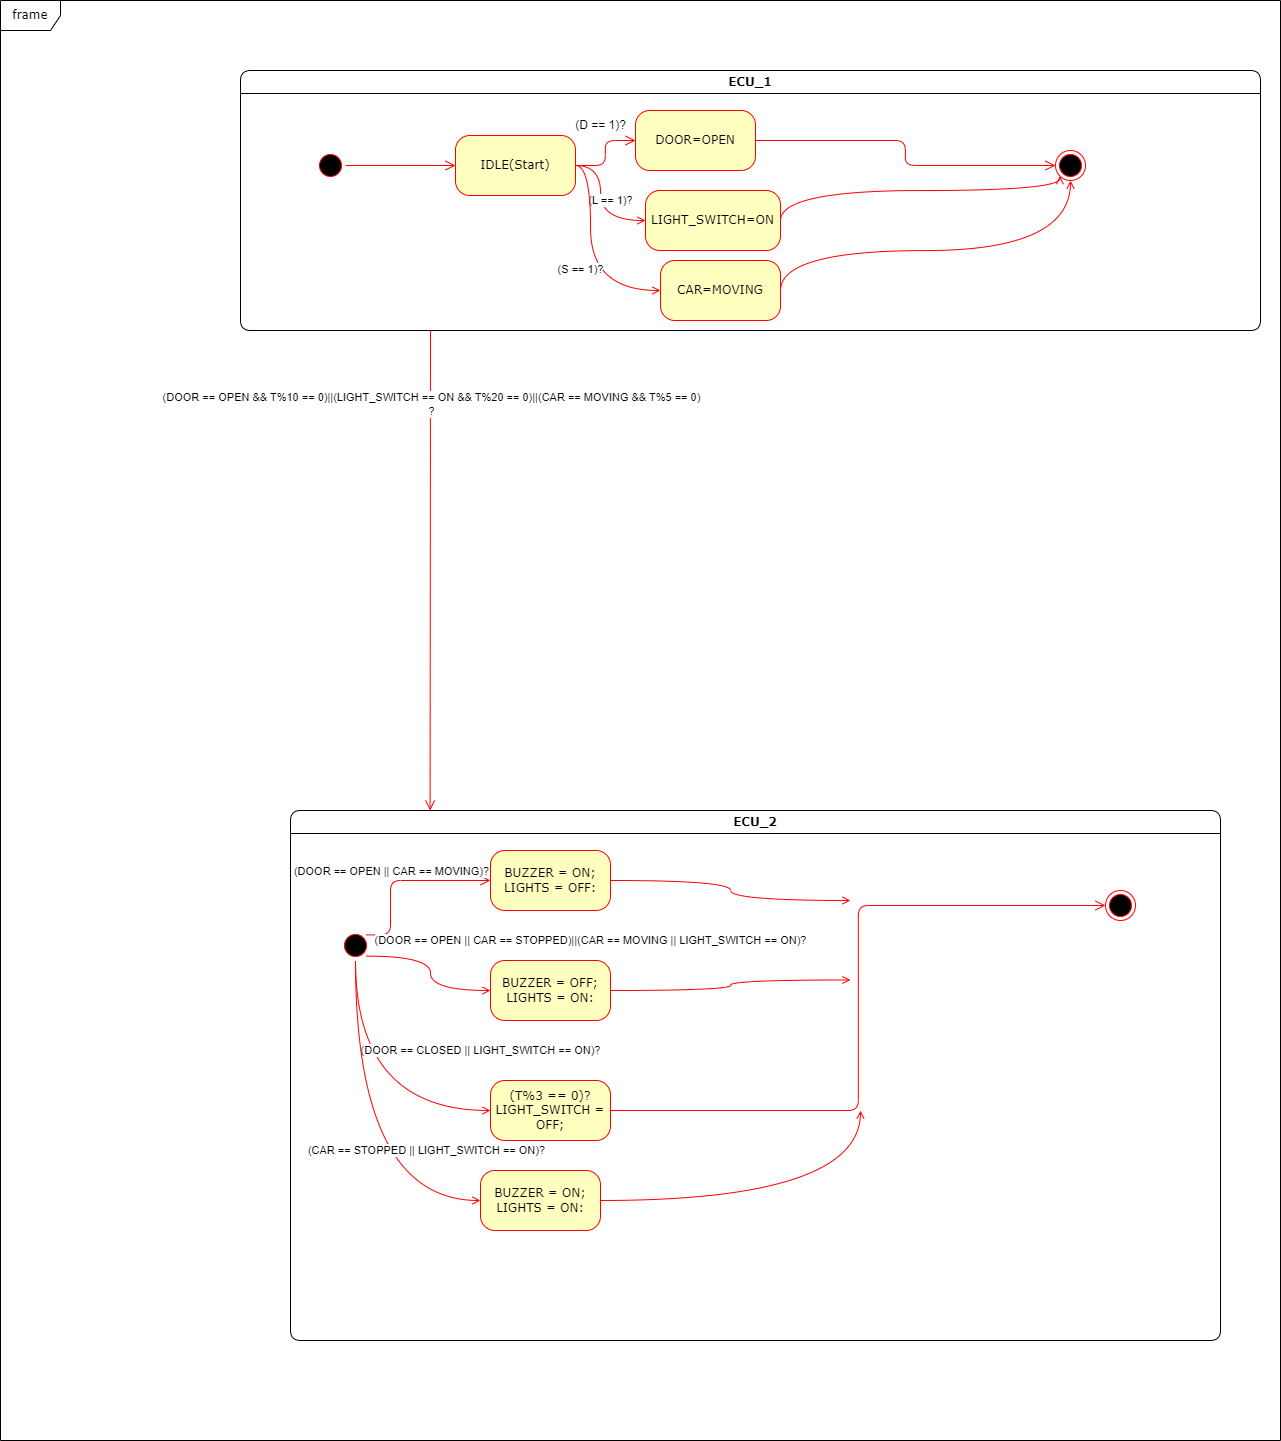 frame
ECU_1
(D == 1)?
DOOR=OPEN
IDLE(Start)
(L == 1)?
LIGHT_SWITCH=ON
(S == 1)?
CAR=MOVING
(DOOR == OPEN && T%10 == 0)||(LIGHT_SWITCH == ON && T%20 == 0)||(CAR == MOVING && T%5 == 0)
?
ECU_2
(DOOR == OPEN || CAR == MOVING)?
BUZZER = ON;
LIGHTS = OFF:
(DOOR == OPEN || CAR == STOPPED)||(CAR == MOVING || LIGHT_SWITCH == ON)?
BUZZER = OFF;
LIGHTS = ON:
(DOOR == CLOSED || LIGHT_SWITCH == ON)?
(T%3 == 0)?
LIGHT_SWITCH =
OFF;
(CAR == STOPPED || LIGHT_SWITCH == ON)?
BUZZER = ON;
LIGHTS = ON: